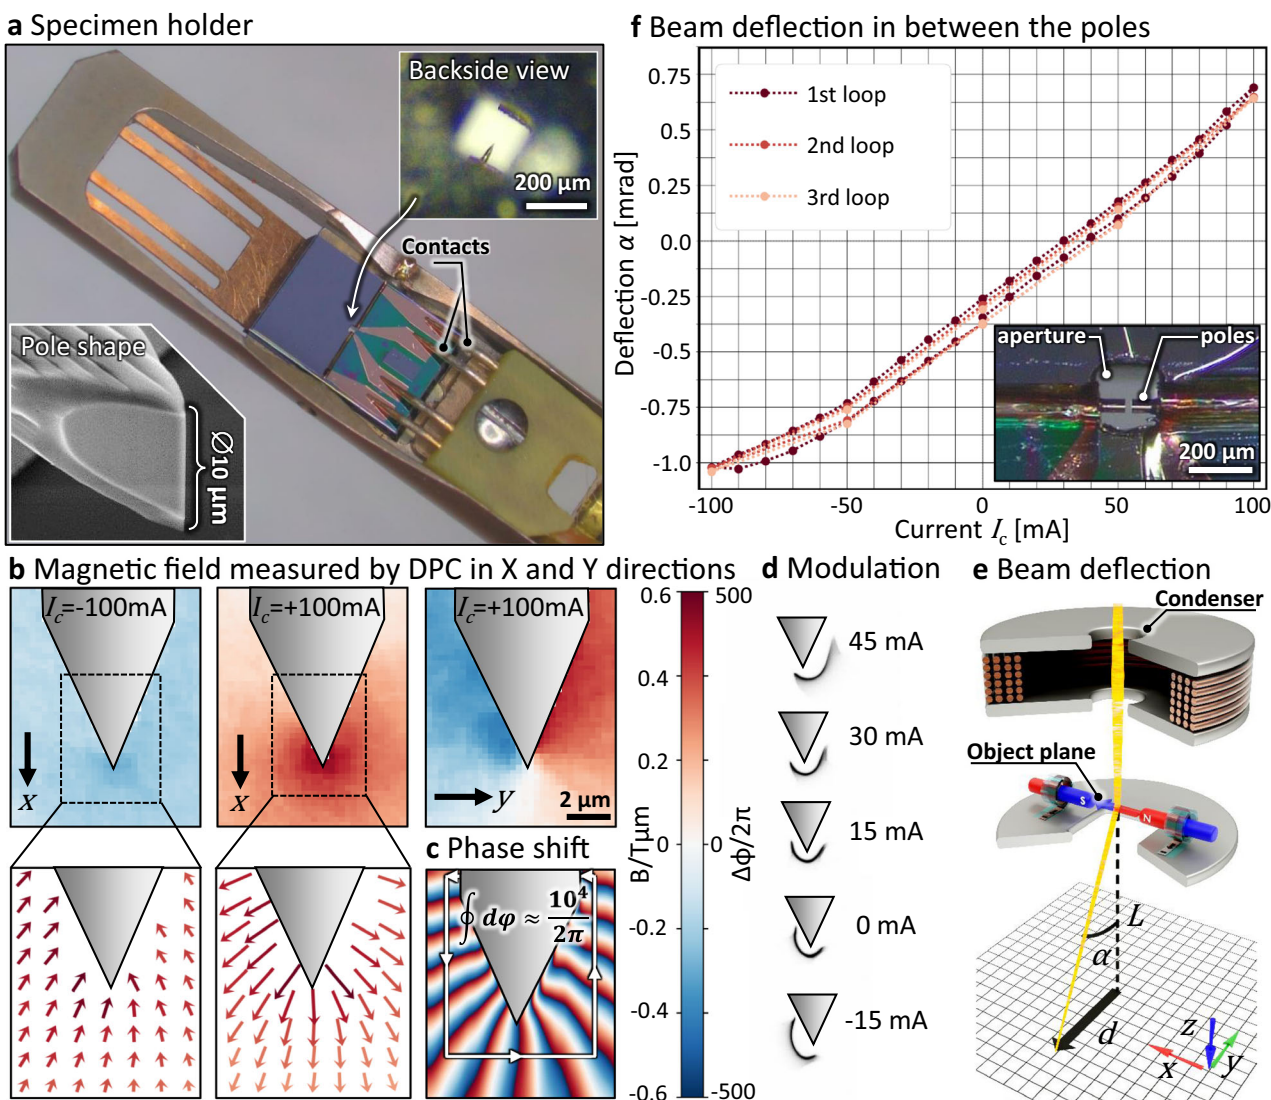 a Specimen holder
Backside view
200 µm
Contacts
Pole shape
Ø10 µm
f Beam deflection in between the poles
Deflection α [mrad]
0.75
0.5
0.25
0.0
-0.25
-0.5
-0.75
-1.0
1st loop
2nd loop
3rd loop
aperture
poles
200 µm
-100
-50
0
50
100
Current Ic [mA]
b Magnetic field measured by DPC in X and Y directions
Ic=-100mA
x
Ic=+100mA
x
Ic=+100mA
y
2 µm
0.6
0.4
0.2
0
-0.2
-0.4
-0.6
B/Tµm
500
0
-500
Δϕ/2π
c Phase shift
∮ dφ ≈ 10⁴/2π
d Modulation
45 mA
30 mA
15 mA
0 mA
-15 mA
e Beam deflection
Condenser
Object plane
S
N
L
α
d
z
x
y